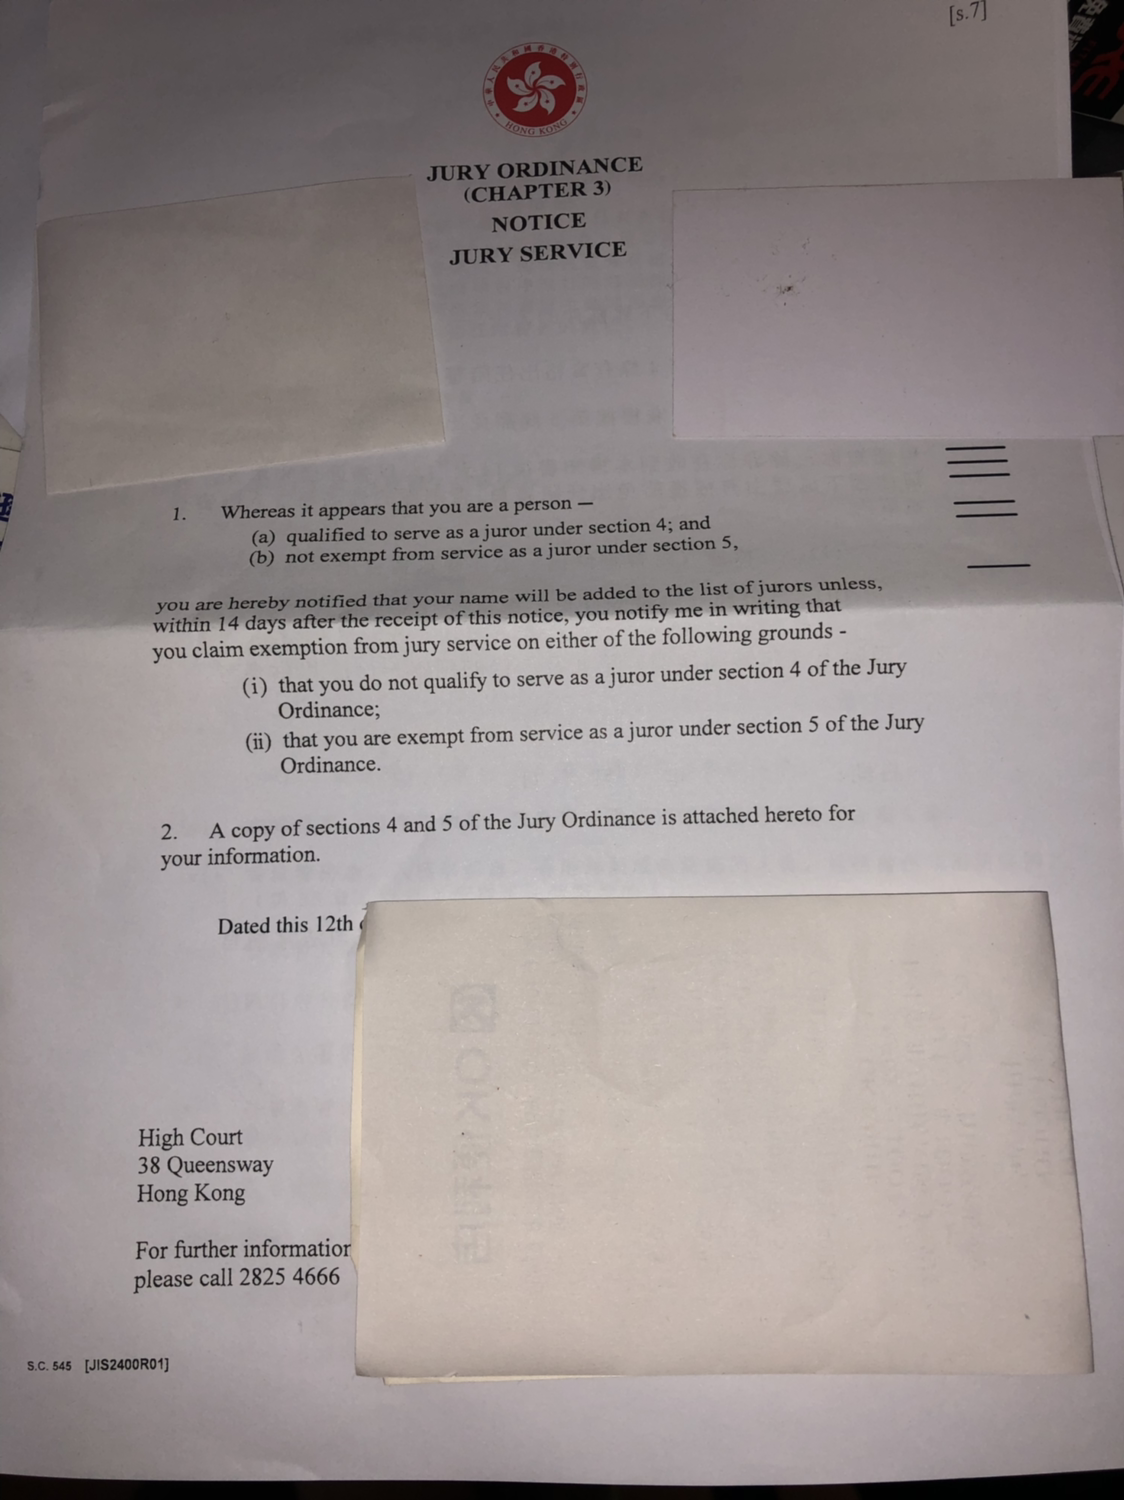 [s.7]
HONG KONG
JURY ORDINANCE
(CHAPTER 3)
NOTICE
JURY SERVICE
1. Whereas it appears that you are a person —
(a) qualified to serve as a juror under section 4; and
(b) not exempt from service as a juror under section 5,
you are hereby notified that your name will be added to the list of jurors unless,
within 14 days after the receipt of this notice, you notify me in writing that
you claim exemption from jury service on either of the following grounds -
(i) that you do not qualify to serve as a juror under section 4 of the Jury
Ordinance;
(ii) that you are exempt from service as a juror under section 5 of the Jury
Ordinance.
2. A copy of sections 4 and 5 of the Jury Ordinance is attached hereto for
your information.
Dated this 12th
High Court
38 Queensway
Hong Kong
For further information
please call 2825 4666
S.C. 545 [JIS2400R01]